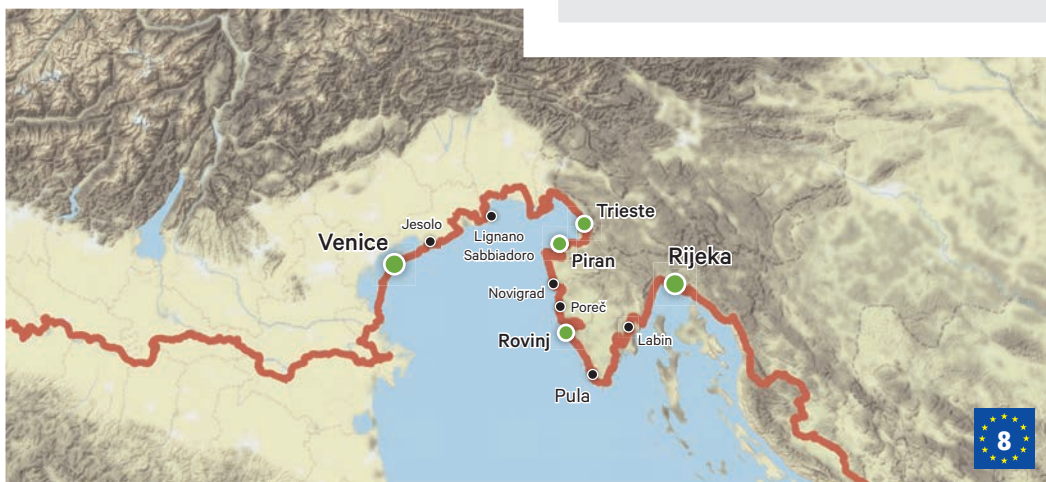 Trieste
Jesolo
Lignano
Sabbiadoro
Venice
Piran
Rijeka
Novigrad
Poreč
Rovinj
Labin
Pula
8